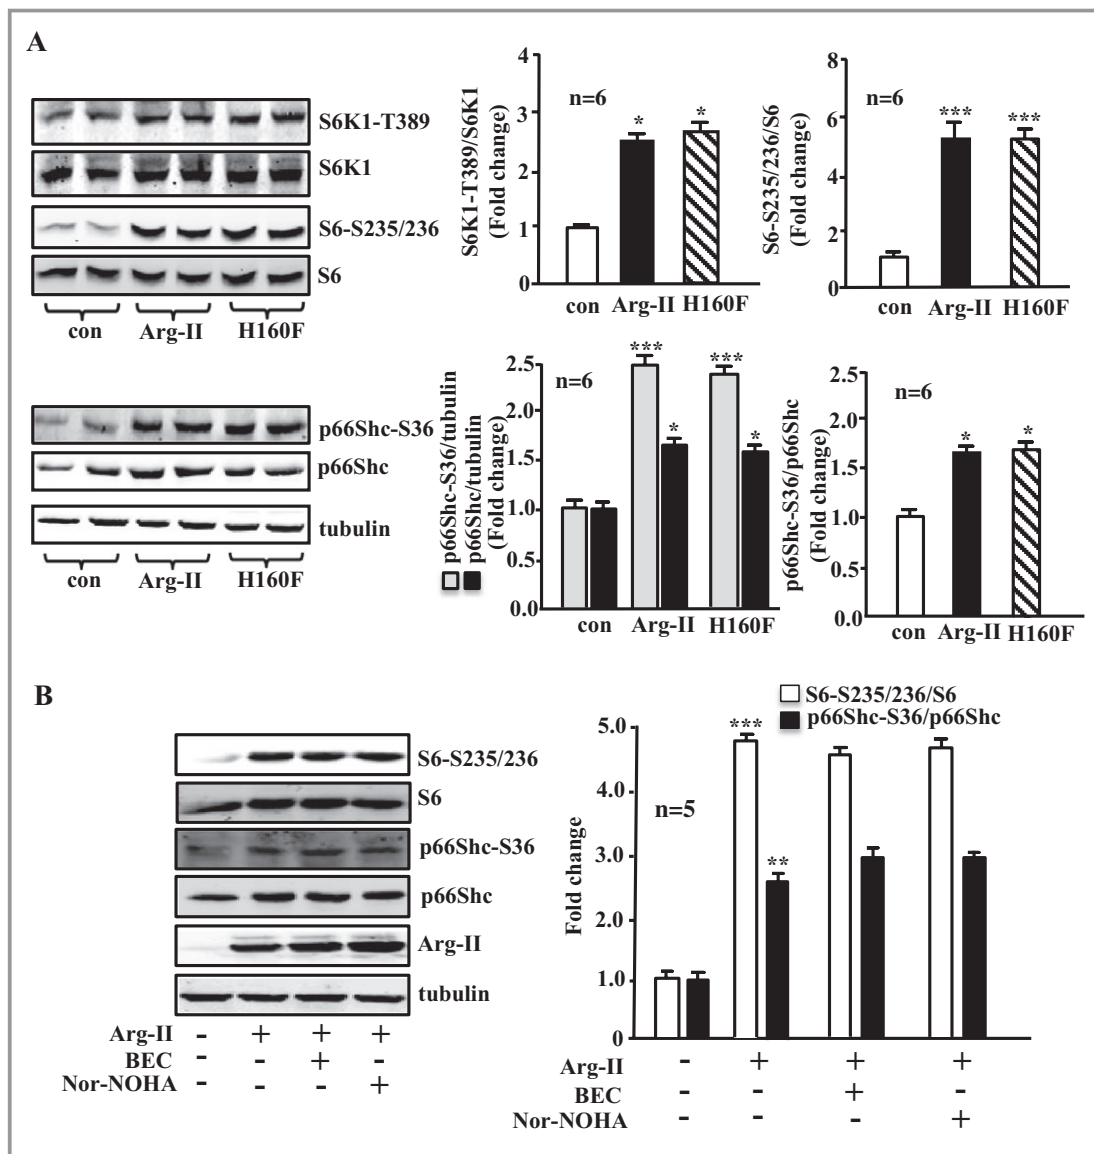 A
S6K1-T389
S6K1
S6-S235/236
S6
con Arg-II H160F
S6K1-T389/S6K1
(Fold change)
4
3
2
1
0
n=6
*
*
con Arg-II H160F
S6-S235/236/S6
(Fold change)
8
6
4
2
0
n=6
***
***
con Arg-II H160F
p66Shc-S36
p66Shc
tubulin
con Arg-II H160F
p66Shc-S36/tubulin
p66Shc/tubulin
(Fold change)
2.5
2.0
1.5
1.0
0.5
0.0
n=6
***
*
***
*
con Arg-II H160F
p66Shc-S36/p66Shc
(Fold change)
2.5
2.0
1.5
1.0
0.5
0.0
n=6
*
*
con Arg-II H160F
B
S6-S235/236
S6
p66Shc-S36
p66Shc
Arg-II
tubulin
Arg-II - + + +
BEC - - + -
Nor-NOHA - - - +
S6-S235/236/S6
p66Shc-S36/p66Shc
Fold change
5.0
4.0
3.0
2.0
1.0
0
n=5
***
**
Arg-II - + + +
BEC - - + -
Nor-NOHA - - - +